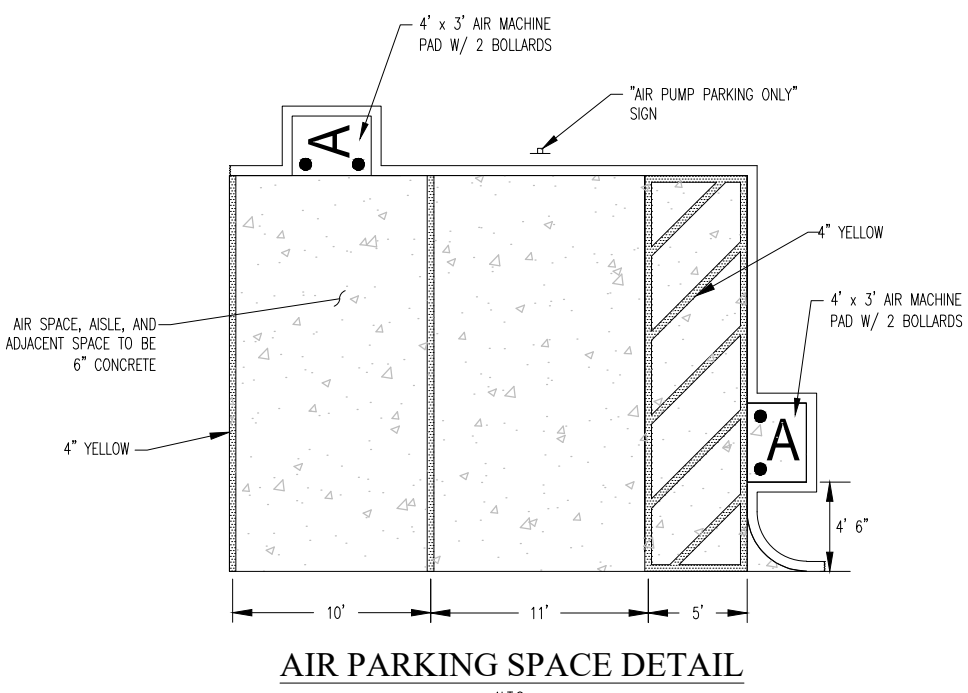 4' x 3' AIR MACHINE
PAD W/ 2 BOLLARDS
"AIR PUMP PARKING ONLY"
SIGN
A
4" YELLOW
4' x 3' AIR MACHINE
PAD W/ 2 BOLLARDS
AIR SPACE, AISLE, AND
ADJACENT SPACE TO BE
6" CONCRETE
A
4" YELLOW
4' 6"
10'
11'
5'
AIR PARKING SPACE DETAIL